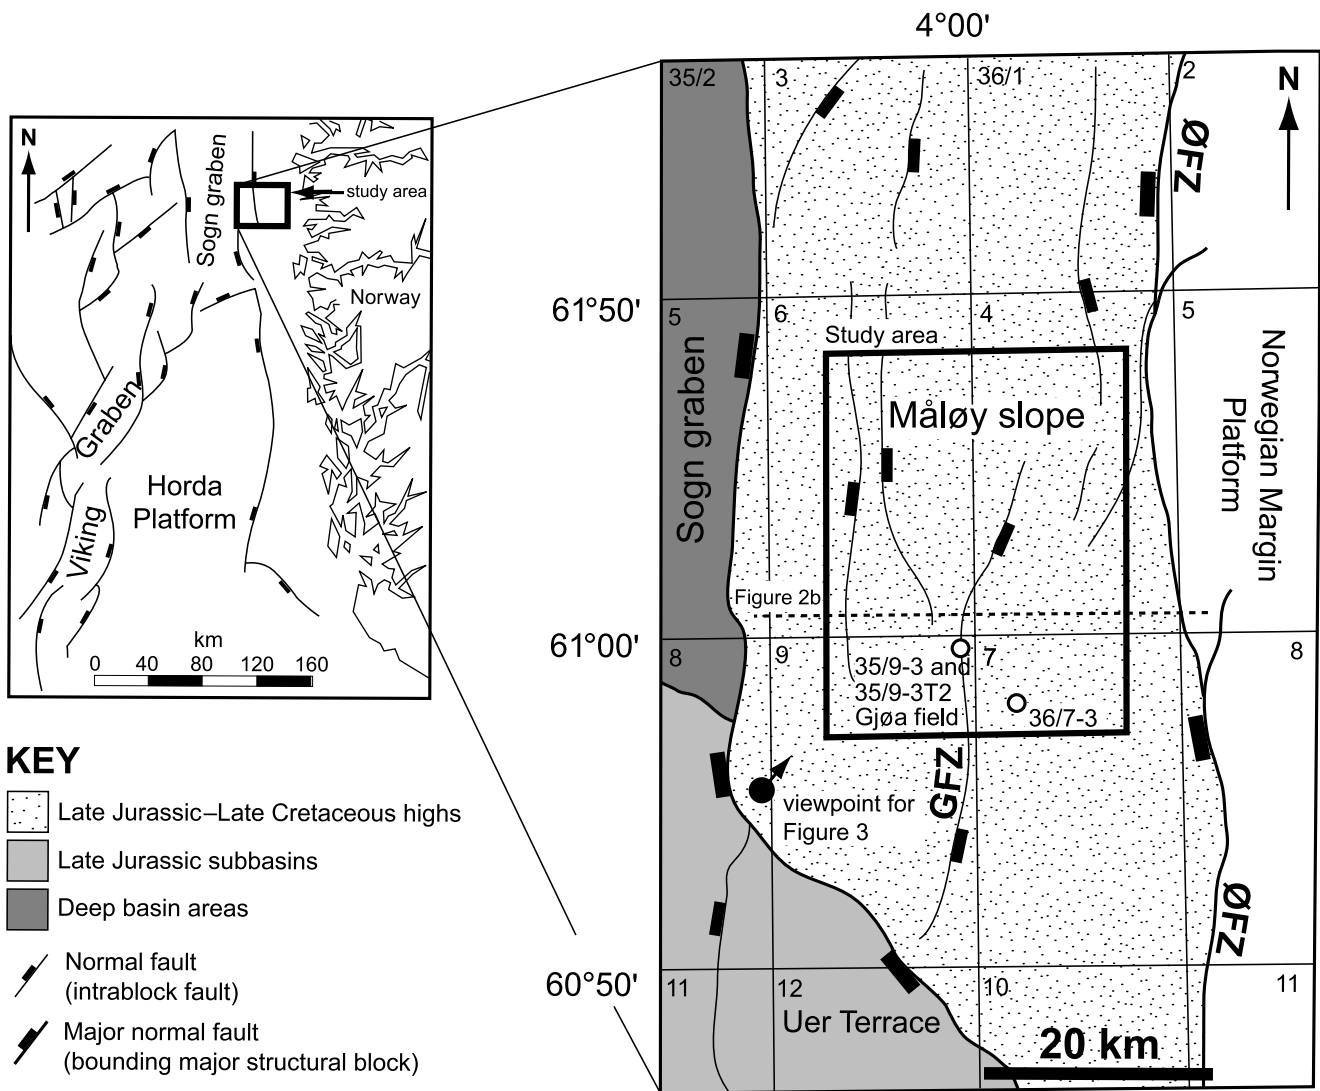 N
Sogn graben
study area
Norway
Graben
Viking
Horda
Platform
km
0 40 80 120 160
KEY
Late Jurassic–Late Cretaceous highs
Late Jurassic subbasins
Deep basin areas
Normal fault
(intrablock fault)
Major normal fault
(bounding major structural block)
4°00'
35/2
3
36/1
2
N
ØFZ
61°50'
5
6
4
5
Study area
Måløy slope
Sogn graben
Norwegian Margin
Platform
Figure 2b
61°00'
8
9
7
8
35/9-3 and
35/9-3T2
Gjøa field
36/7-3
GFZ
viewpoint for
Figure 3
ØFZ
60°50'
11
12
10
11
Uer Terrace
20 km